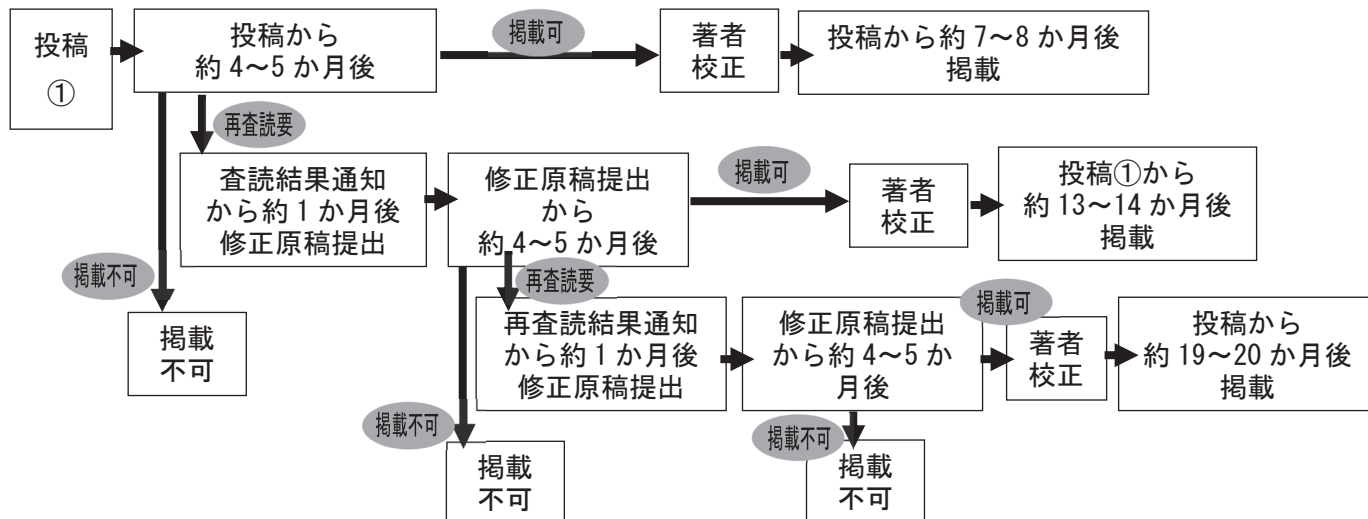 投稿
①
投稿から
約 4~5 か月後
掲載可
著者
校正
投稿から約 7~8 か月後
掲載
再査読要
査読結果通知
から約 1 か月後
修正原稿提出
修正原稿提出
から
約 4~5 か月後
掲載可
著者
校正
投稿①から
約 13~14 か月後
掲載
掲載不可
掲載
不可
再査読要
再査読結果通知
から約 1 か月後
修正原稿提出
修正原稿提出
から約 4~5 か
月後
掲載可
著者
校正
投稿から
約 19~20 か月後
掲載
掲載不可
掲載
不可
掲載不可
掲載
不可